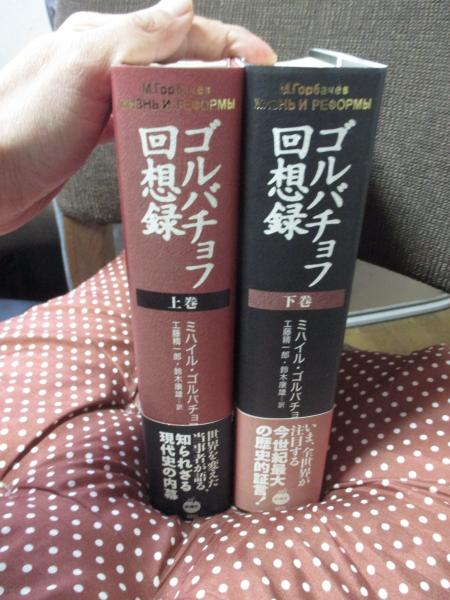 М.Горбачев
ЖИЗНЬ И РЕФОРМЫ
ゴルバチョフ
回想録
上巻
ミハイル・ゴルバチョフ
工藤精一郎・鈴木康雄=訳
世界を変えた
当事者が語る、
知られざる
現代史の内幕
М.Горбачев
ЖИЗНЬ И РЕФОРМЫ
ゴルバチョフ
回想録
下巻
ミハイル・ゴルバチョフ
工藤精一郎・鈴木康雄=訳
いま、全世界が
注目する
今世紀最大
の歴史的証言!